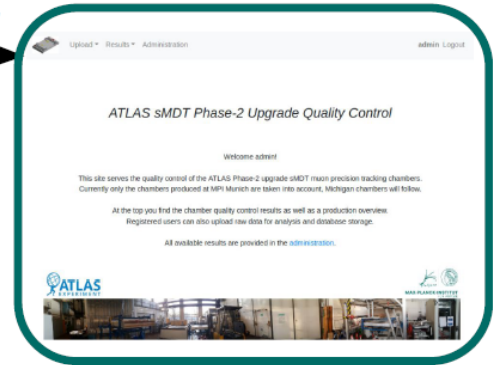 Upload Results Administration admin Logout
ATLAS sMDT Phase-2 Upgrade Quality Control
Welcome admin!
This site serves the quality control of the ATLAS Phase-2 upgrade sMDT muon precision tracking chambers.
Currently only the chambers produced at MPI Munich are taken into account, Michigan chambers will follow.
At the top you find the chamber quality control results as well as a production overview.
Registered users can also upload raw data for analysis and database storage.
All available results are provided in the administration.
ATLAS
EXPERIMENT
MAX-PLANCK-INSTITUT